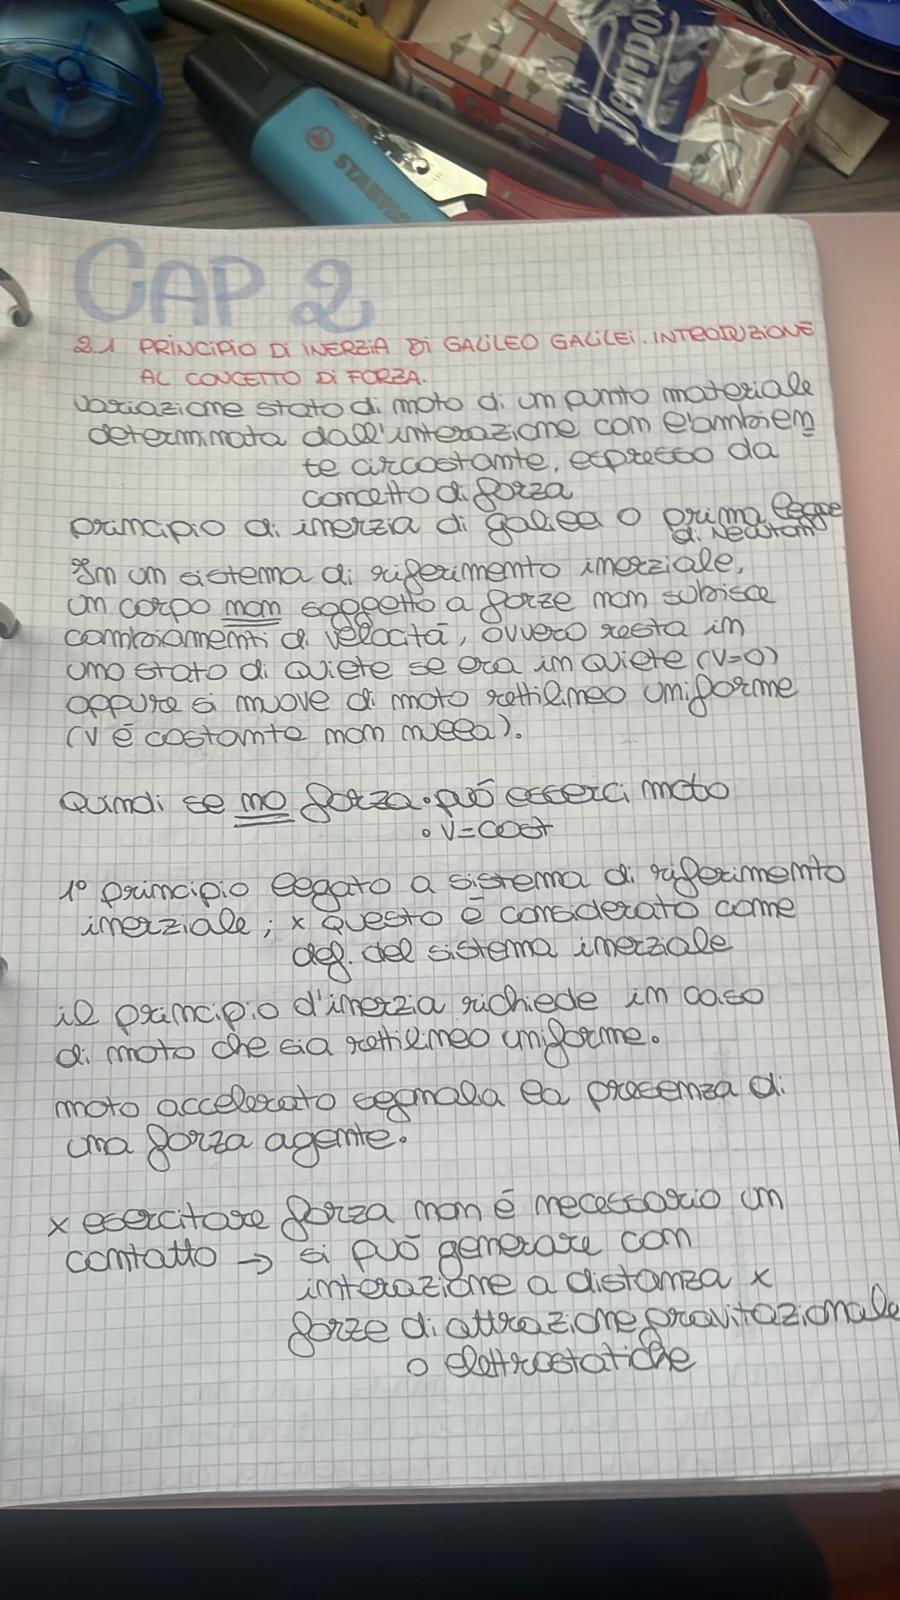 Tempo
STABILO
CAP 2
2.1 PRINCIPIO DI INERZIA DI GALILEO GALILEI. INTRODUZIONE
AL CONCETTO DI FORZA.
variazione stato di moto di un punto materiale
determinata dall'interazione con l'ambien
te circostante, espresso da
concetto di forza
principio di inerzia di galilea o prima legge
di Newton
In un sistema di riferimento inerziale,
un corpo non soggetto a forze non subisce
cambiamenti di velocità, ovvero resta in
uno stato di quiete se era in quiete (v=0)
oppure si muove di moto rettilineo uniforme
(v è costante non nulla).
Quindi se no forza • può esserci moto
• v=cost
1° principio legato a sistema di riferimento
inerziale; x questo è considerato come
def. del sistema inerziale
il principio d'inerzia richiede in caso
di moto che sia rettilineo uniforme.
moto accelerato segnala la presenza di
una forza agente.
x esercitare forza non è necessario un
contatto → si può generare con
interazione a distanza x
forze di attrazione gravitazionale
o elettrostatiche